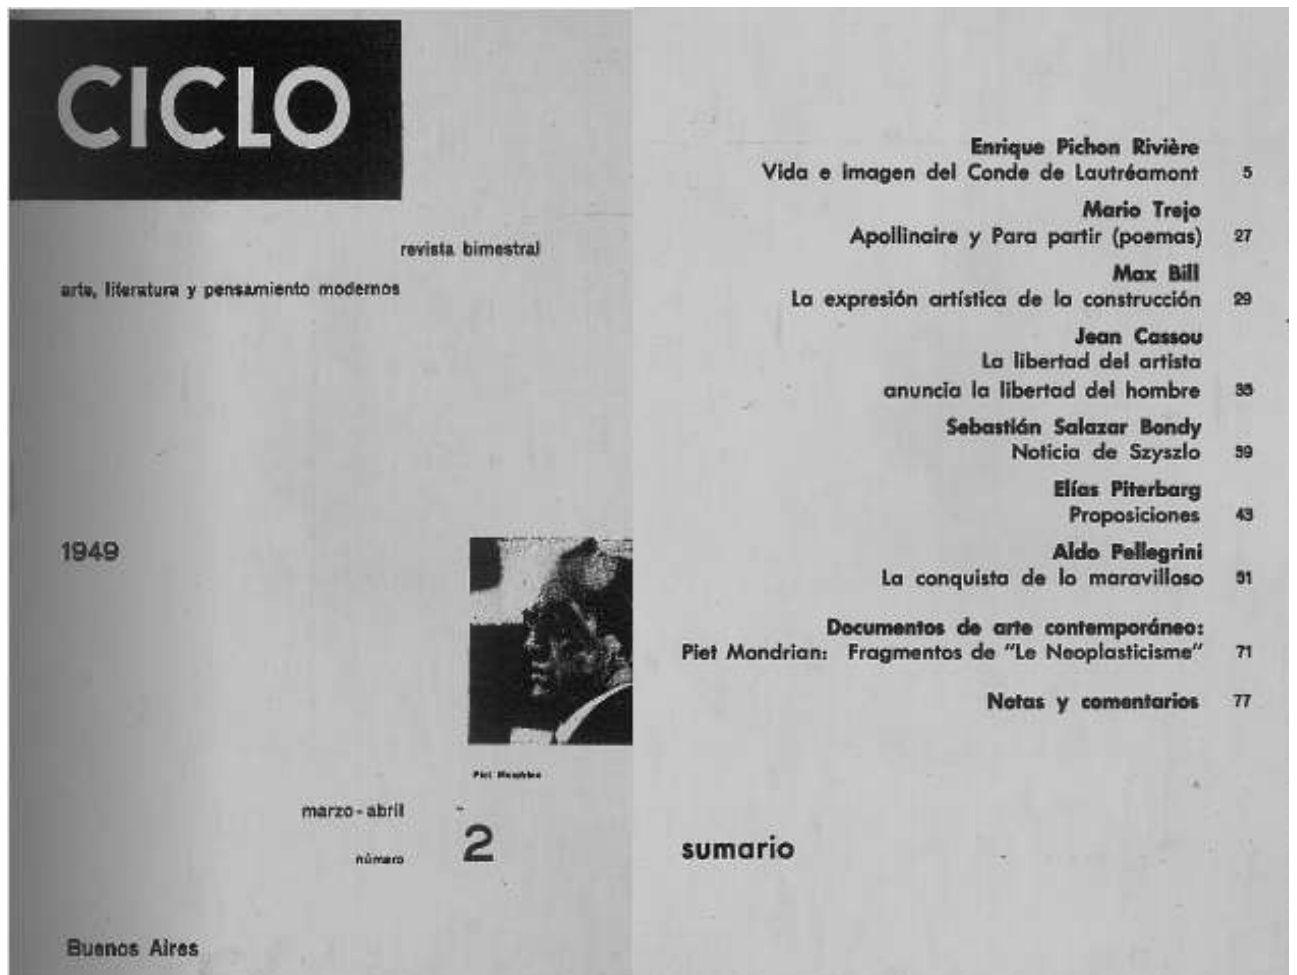 CICLO
revista bimestral
arte, literatura y pensamiento modernos
1949
Piet Mondrian
marzo-abril
número 2
Buenos Aires
Enrique Pichon Rivière
Vida e Imagen del Conde de Lautréamont 5
Mario Trejo
Apollinaire y Para partir (poemas) 27
Max Bill
La expresión artística de la construcción 29
Jean Cassou
La libertad del artista
anuncia la libertad del hombre 35
Sebastián Salazar Bondy
Noticia de Szyszlo 39
Elías Piterbarg
Proposiciones 43
Aldo Pellegrini
La conquista de lo maravilloso 51
Documentos de arte contemporáneo:
Piet Mondrian: Fragmentos de "Le Neoplasticisme" 71
Notas y comentarios 77
sumario